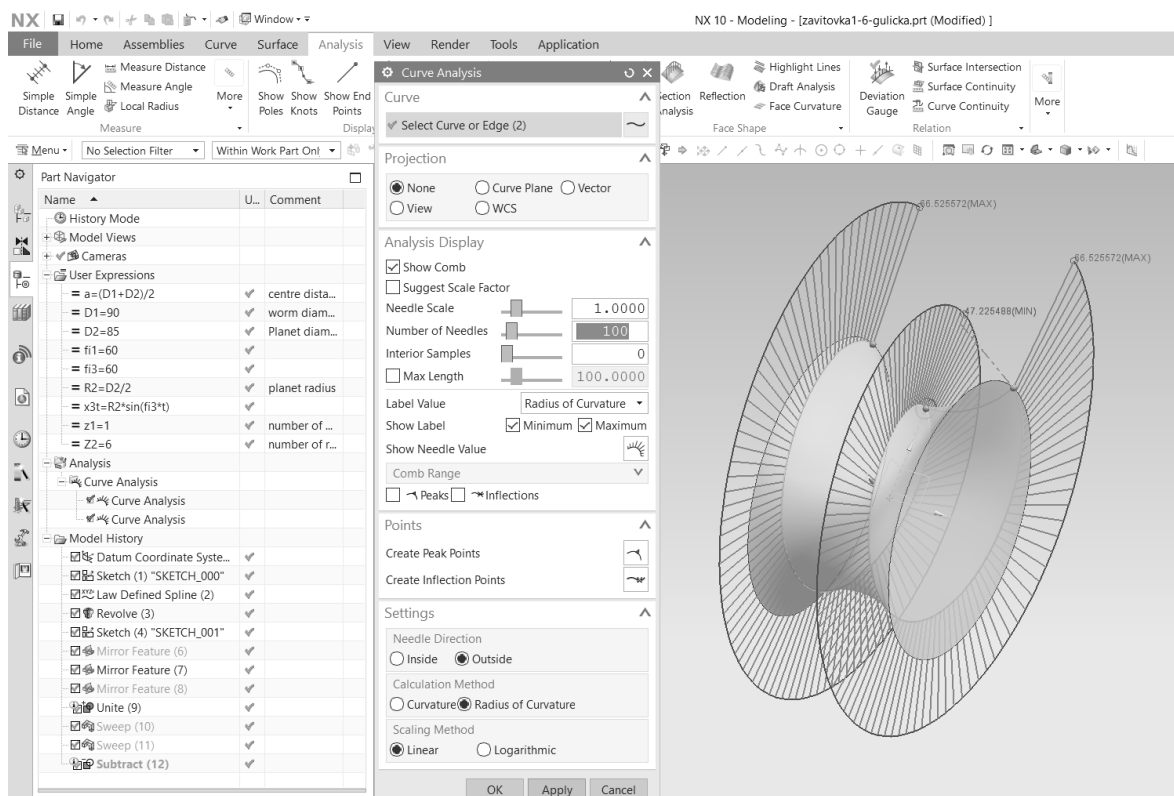 NX Window NX 10 - Modeling - [zavitovka1-6-gulicka.prt (Modified) ]
File Home Assemblies Curve Surface Analysis View Render Tools Application
Simple Distance
Simple Angle
Measure Distance
Measure Angle
Local Radius
More
Measure
Show Poles
Show Knots
Show End Points
Display
Section Analysis
Reflection
Highlight Lines
Draft Analysis
Face Curvature
Face Shape
Deviation Gauge
Surface Intersection
Surface Continuity
Curve Continuity
More
Relation
Menu No Selection Filter Within Work Part Onl
Part Navigator
Name U... Comment
History Mode
Model Views
Cameras
User Expressions
a=(D1+D2)/2 centre dista...
D1=90 worm diam...
D2=85 Planet diam...
fi1=60
fi3=60
R2=D2/2 planet radius
x3t=R2*sin(fi3*t)
z1=1 number of ...
Z2=6 number of r...
Analysis
Curve Analysis
Curve Analysis
Curve Analysis
Model History
Datum Coordinate Syste...
Sketch (1) "SKETCH_000"
Law Defined Spline (2)
Revolve (3)
Sketch (4) "SKETCH_001"
Mirror Feature (6)
Mirror Feature (7)
Mirror Feature (8)
Unite (9)
Sweep (10)
Sweep (11)
Subtract (12)
Curve Analysis
Curve
Select Curve or Edge (2)
Projection
None Curve Plane Vector
View WCS
Analysis Display
Show Comb
Suggest Scale Factor
Needle Scale 1.0000
Number of Needles 100
Interior Samples 0
Max Length 100.0000
Label Value Radius of Curvature
Show Label Minimum Maximum
Show Needle Value
Comb Range
Peaks Inflections
Points
Create Peak Points
Create Inflection Points
Settings
Needle Direction
Inside Outside
Calculation Method
Curvature Radius of Curvature
Scaling Method
Linear Logarithmic
OK Apply Cancel
66.525572(MAX)
66.525572(MAX)
47.225488(MIN)